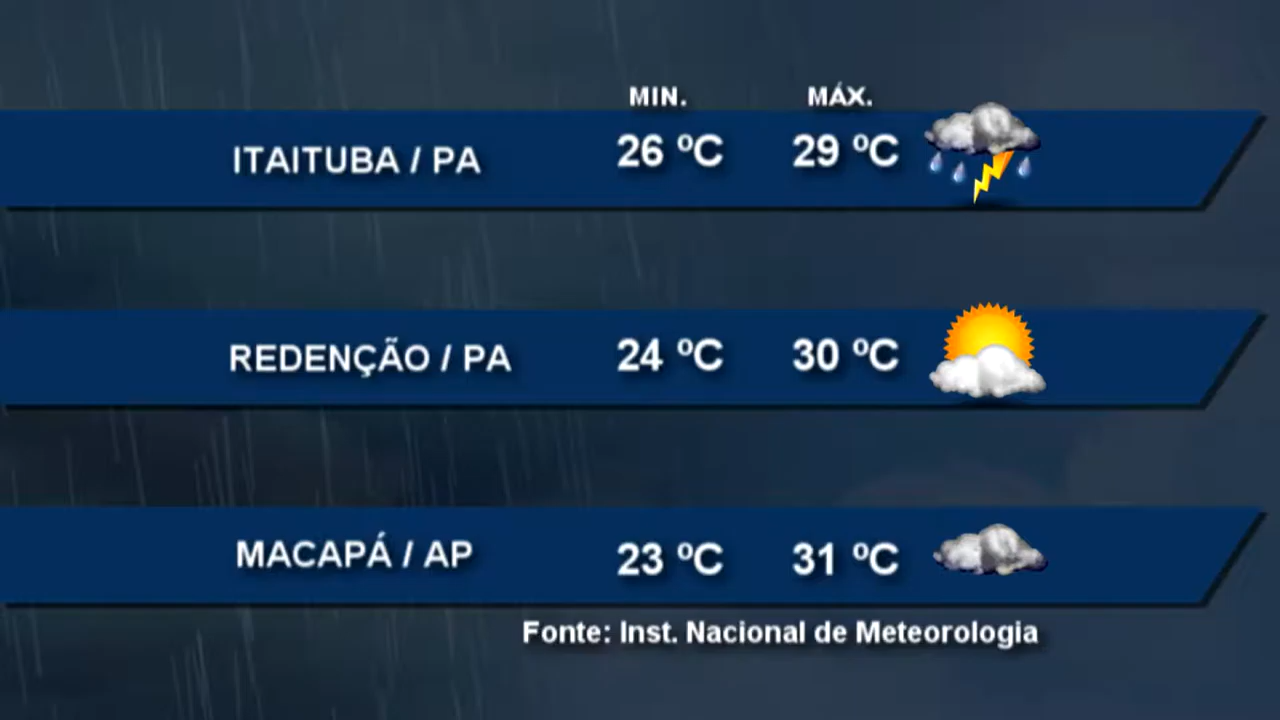 MIN. MÁX.
ITAITUBA / PA 26 ºC 29 ºC
REDENÇÃO / PA 24 ºC 30 ºC
MACAPÁ / AP 23 ºC 31 ºC
Fonte: Inst. Nacional de Meteorologia